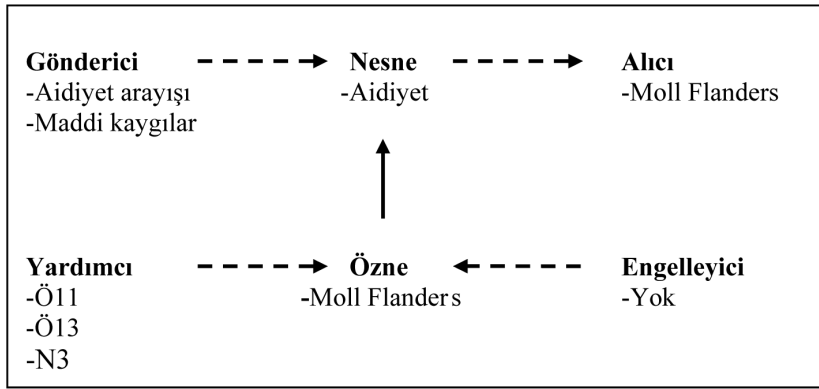 Gönderici Nesne Alıcı
-Aidiyet arayışı -Aidiyet -Moll Flanders
-Maddi kaygılar
Yardımcı Özne Engelleyici
-Ö11 -Moll Flanders -Yok
-Ö13
-N3